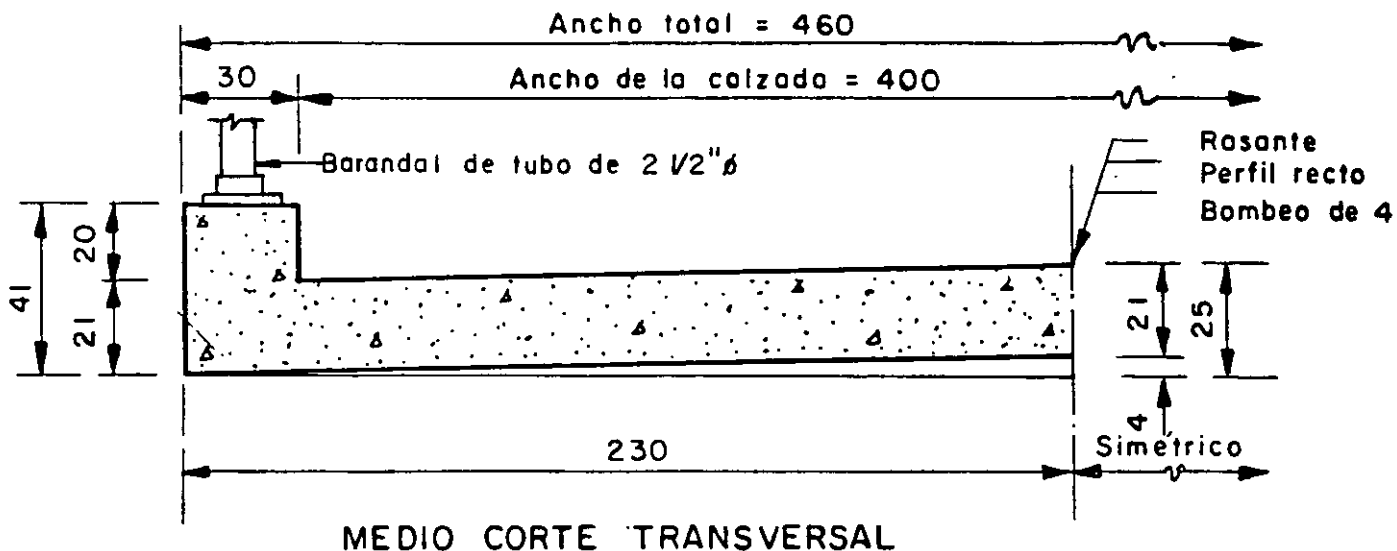 Ancho total = 460
30
Ancho de la calzada = 400
Barandal de tubo de 2 1/2"ø
Rasante
Perfil recto
Bombeo de 4
41
20
21
21
25
4
230
Simétrico
MEDIO CORTE TRANSVERSAL